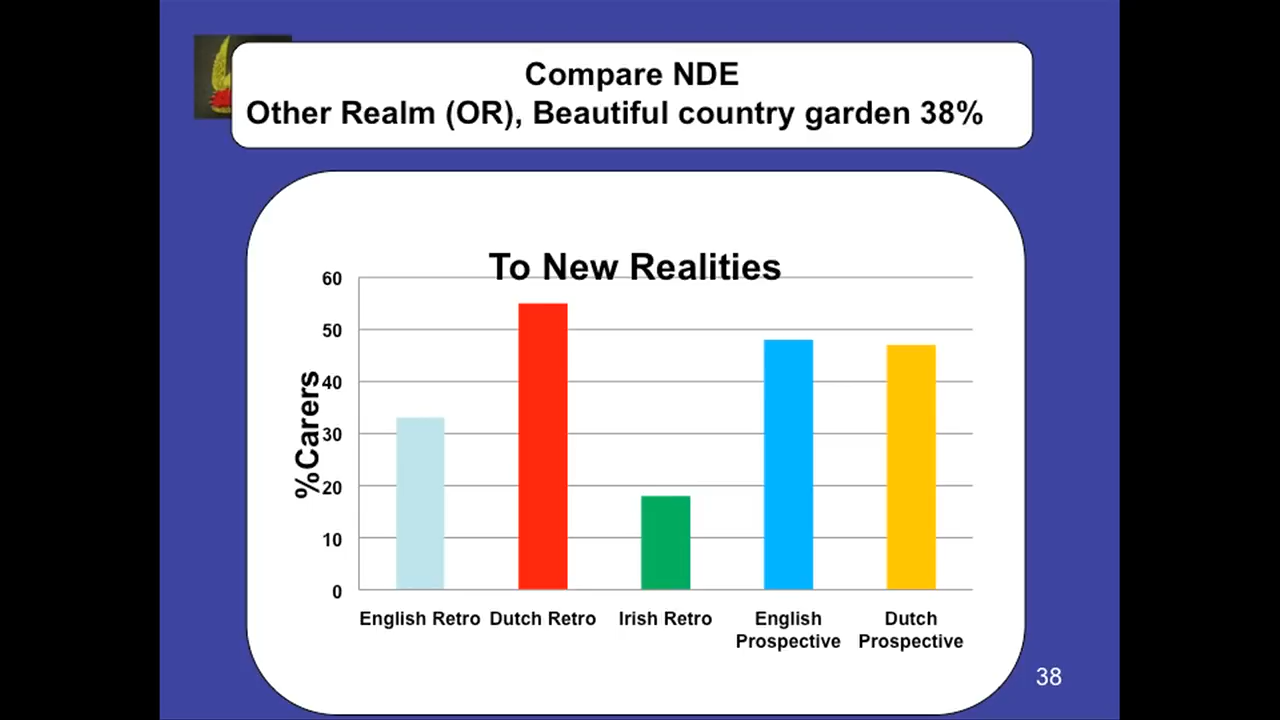 Compare NDE
Other Realm (OR), Beautiful country garden 38%
To New Realities
%Carers
60
50
40
30
20
10
0
English Retro
Dutch Retro
Irish Retro
English
Prospective
Dutch
Prospective
38